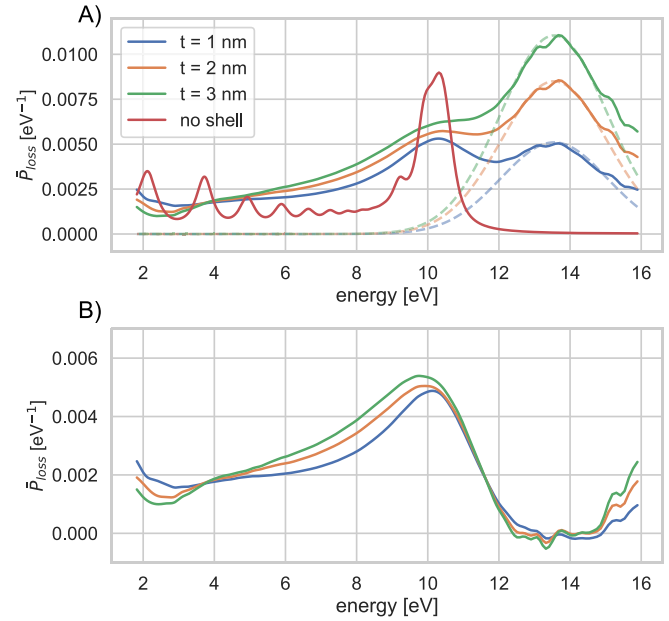 A)
t = 1 nm
t = 2 nm
t = 3 nm
no shell
P̄loss [eV⁻¹]
0.0100
0.0075
0.0050
0.0025
0.0000
2 4 6 8 10 12 14 16
energy [eV]
B)
P̄loss [eV⁻¹]
0.006
0.004
0.002
0.000
2 4 6 8 10 12 14 16
energy [eV]